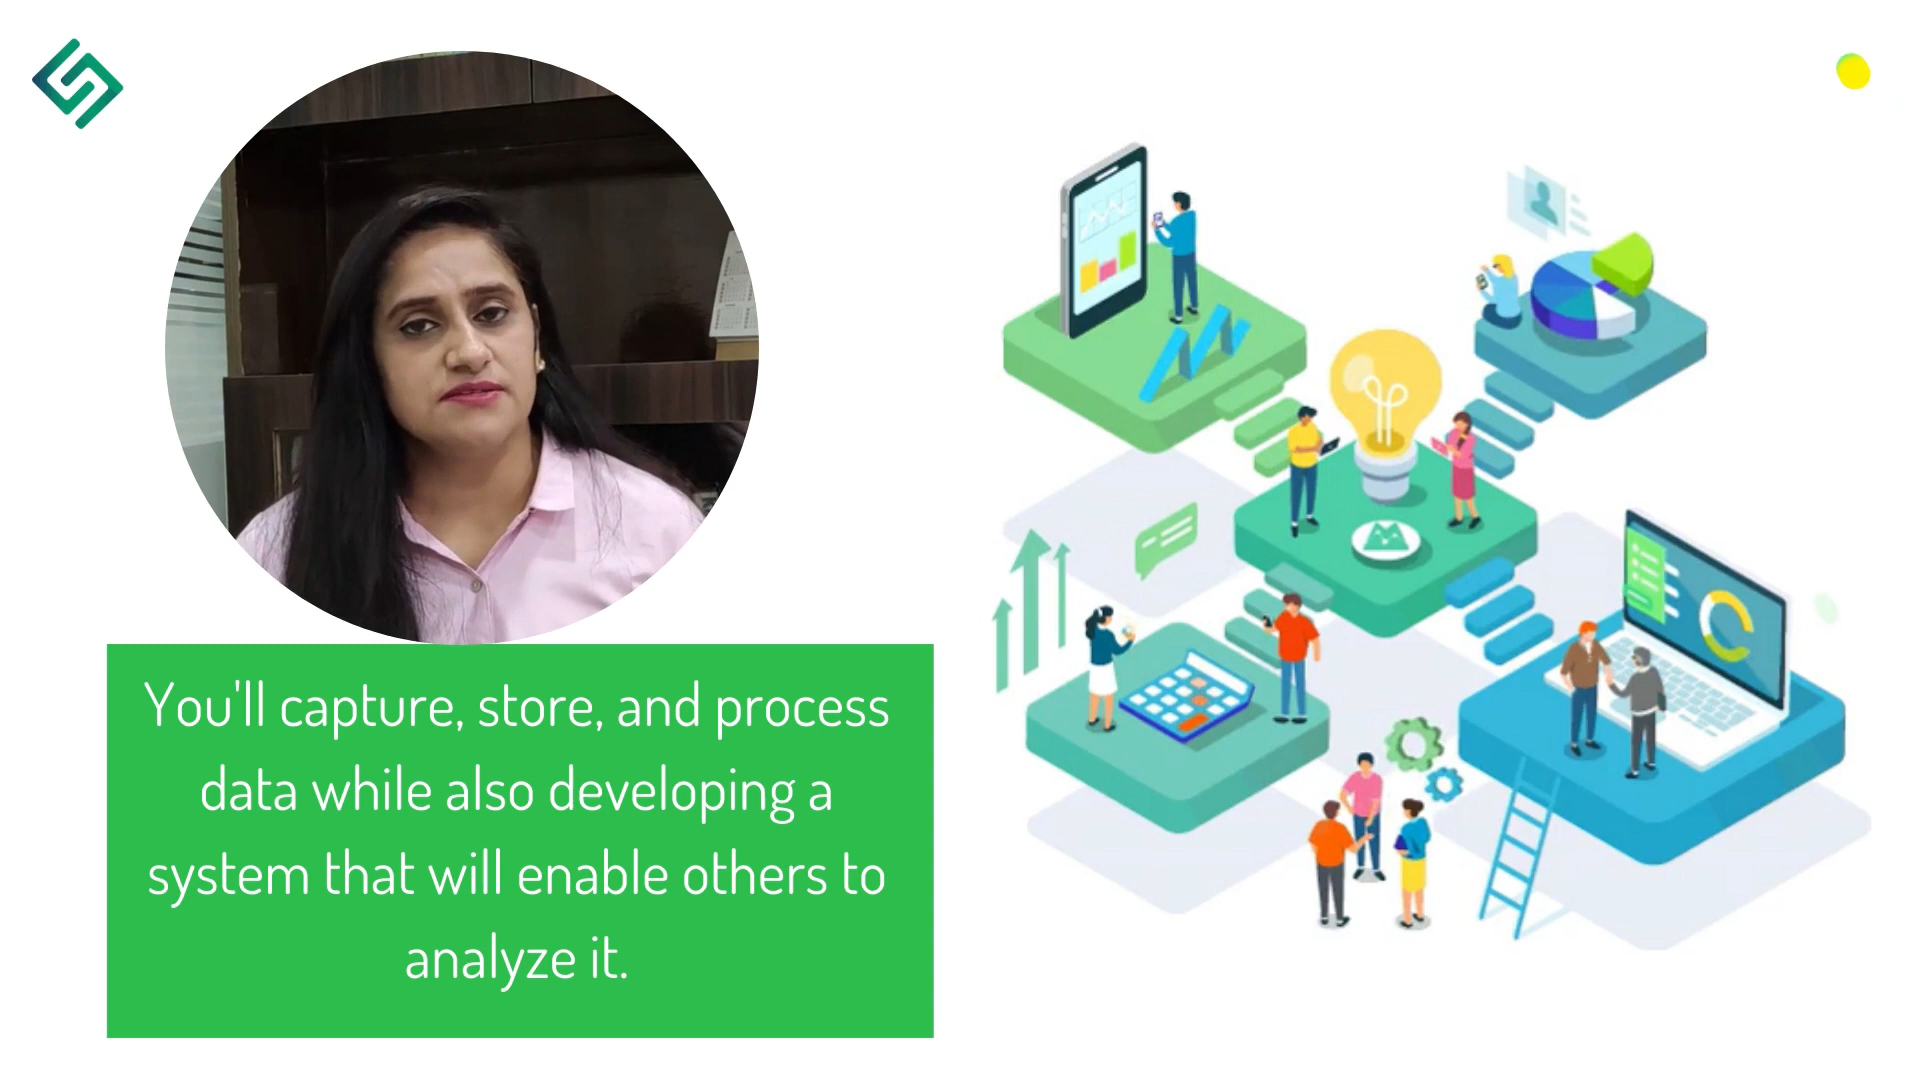 You'll capture, store, and process
data while also developing a
system that will enable others to
analyze it.